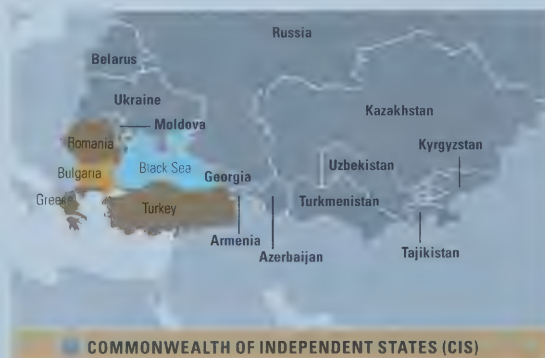 Russia
Belarus
Ukraine
Kazakhstan
Moldova
Romania
Kyrgyzstan
Uzbekistan
Bulgaria
Black Sea
Georgia
Greece
Turkey
Turkmenistan
Armenia
Azerbaijan
Tajikistan
COMMONWEALTH OF INDEPENDENT STATES (CIS)